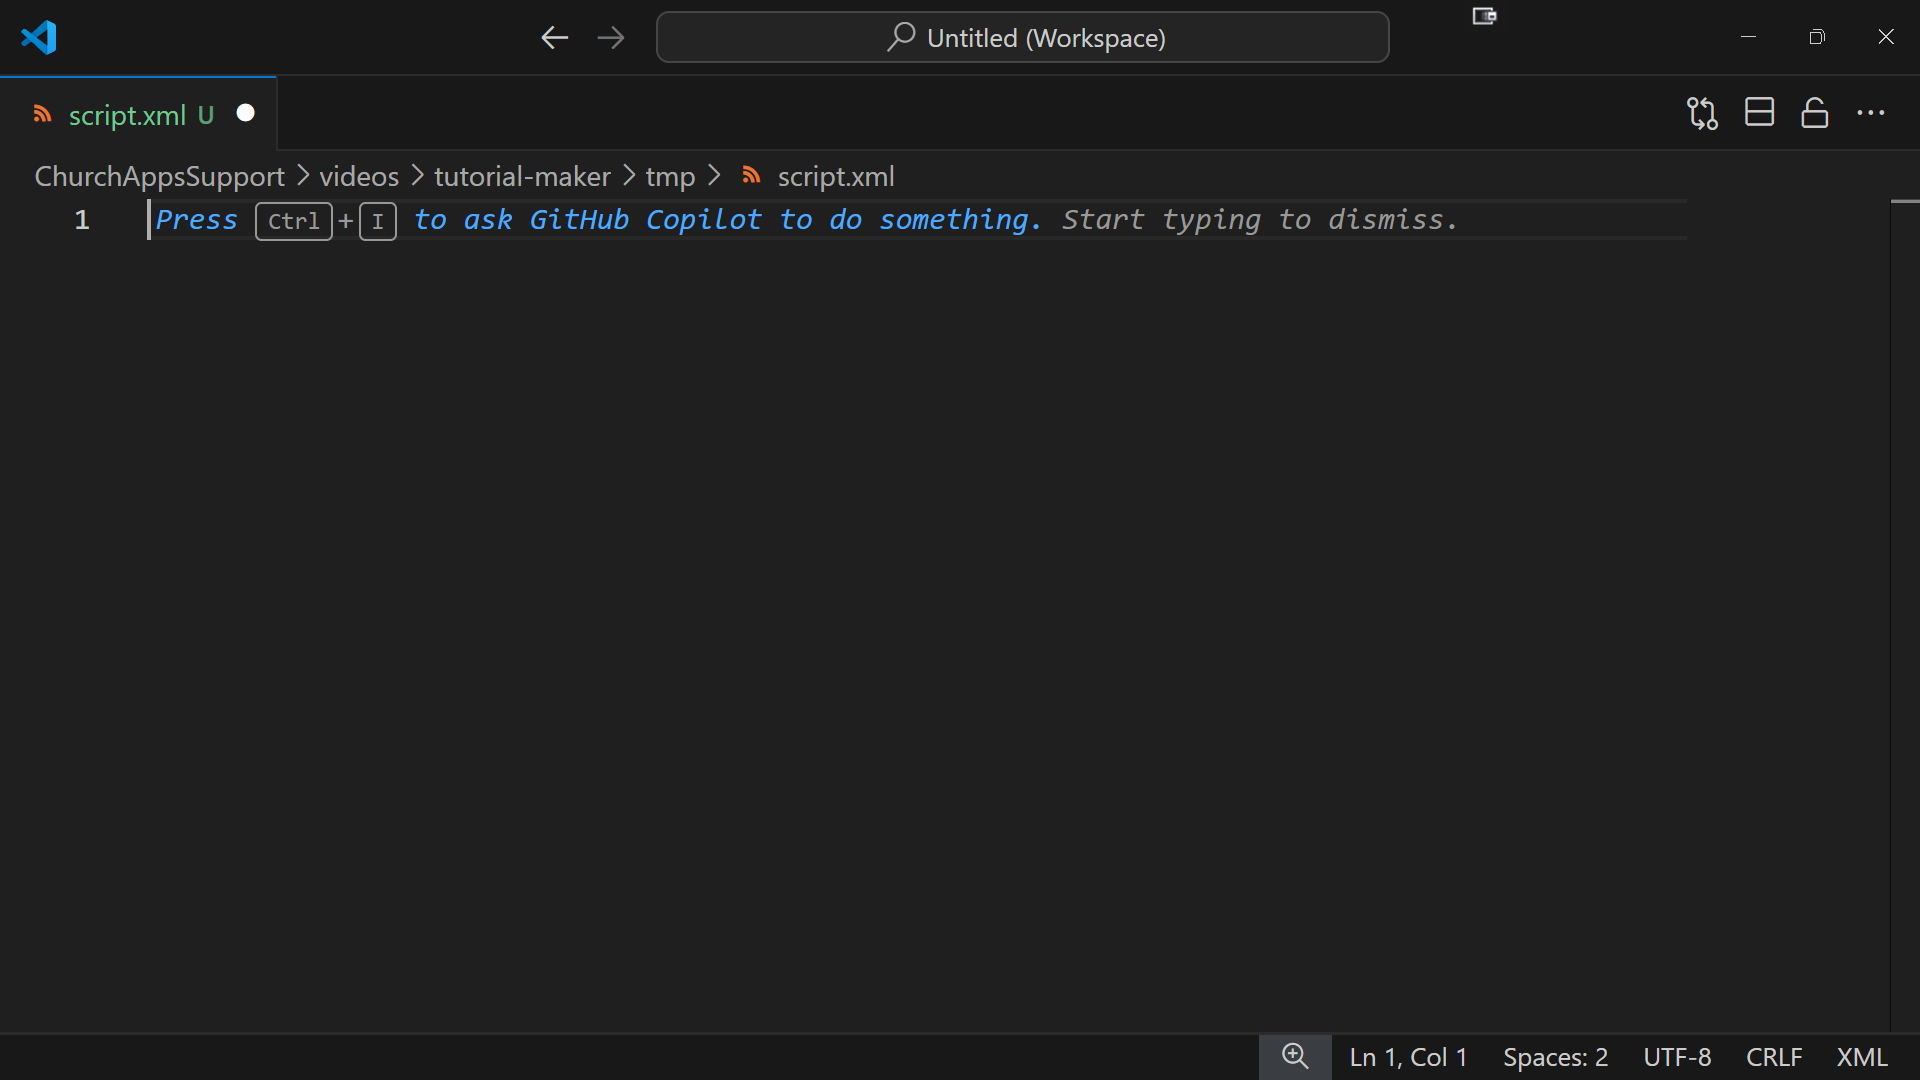 Untitled (Workspace)
script.xml U
ChurchAppsSupport > videos > tutorial-maker > tmp > script.xml
1 Press Ctrl+I to ask GitHub Copilot to do something. Start typing to dismiss.
Ln 1, Col 1 Spaces: 2 UTF-8 CRLF XML